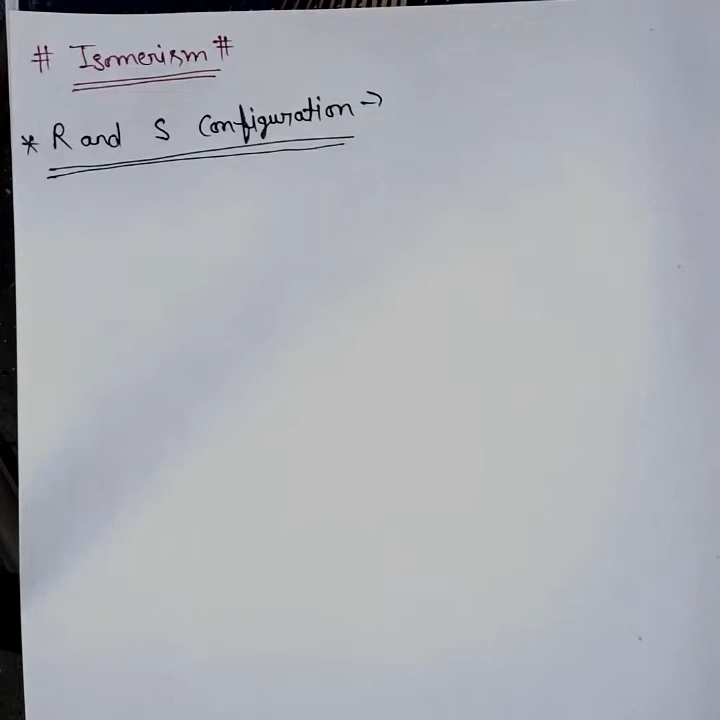 # Isomerism #
* R and S Configuration →